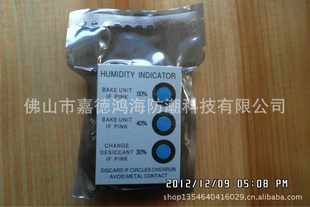 HUMIDITY INDICATOR
BAKE UNIT
IF PINK 50%
佛山市嘉德鸿海防潮科技有限公司
BAKE UNIT
IF PINK 40%
CHANGE
DESICCANT 30%
IF PINK
DISCARD IF CIRCLES OVERRUN
AVOID METAL CONTACT
2012/12/09 05:08 PM
shop1354640416029.cn.1688.com